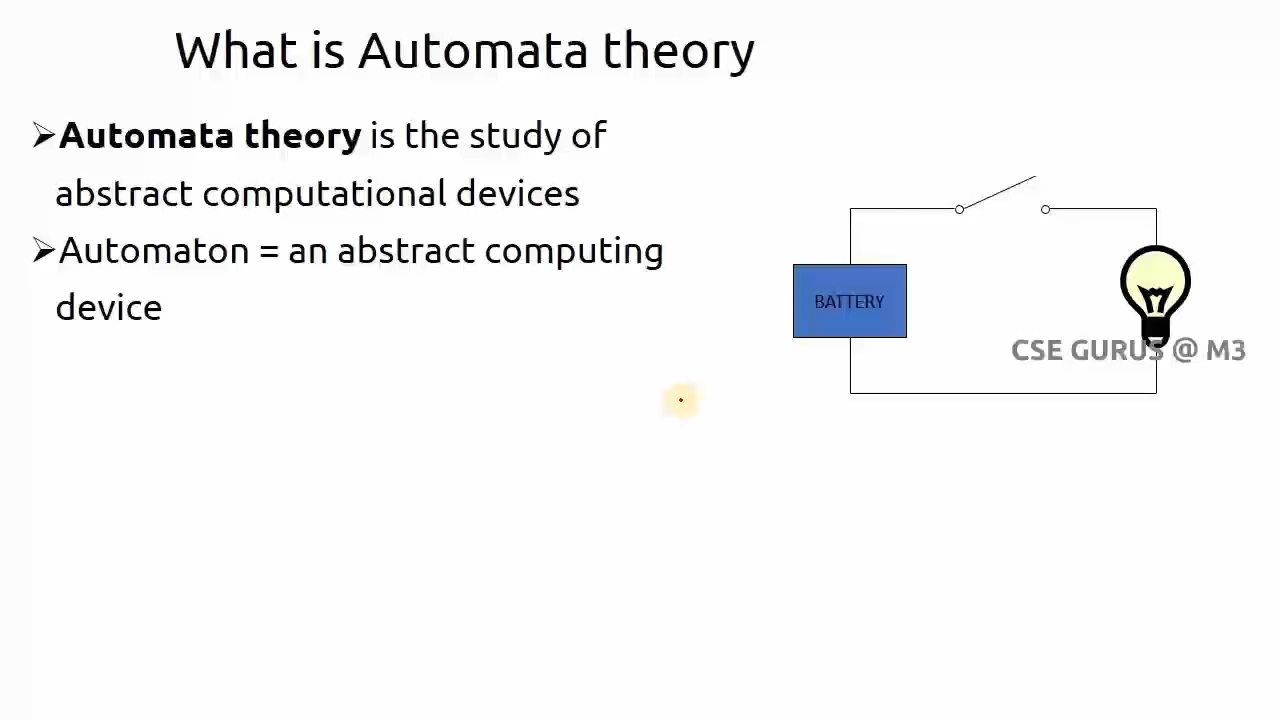 What is Automata theory
➢Automata theory is the study of
abstract computational devices
➢Automaton = an abstract computing
device
BATTERY
CSE GURUS @ M3